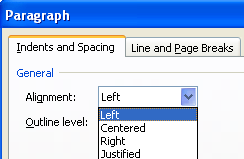 Paragraph
Indents and Spacing Line and Page Breaks
General
Alignment: Left
Outline level: Left
Centered
Right
Justified